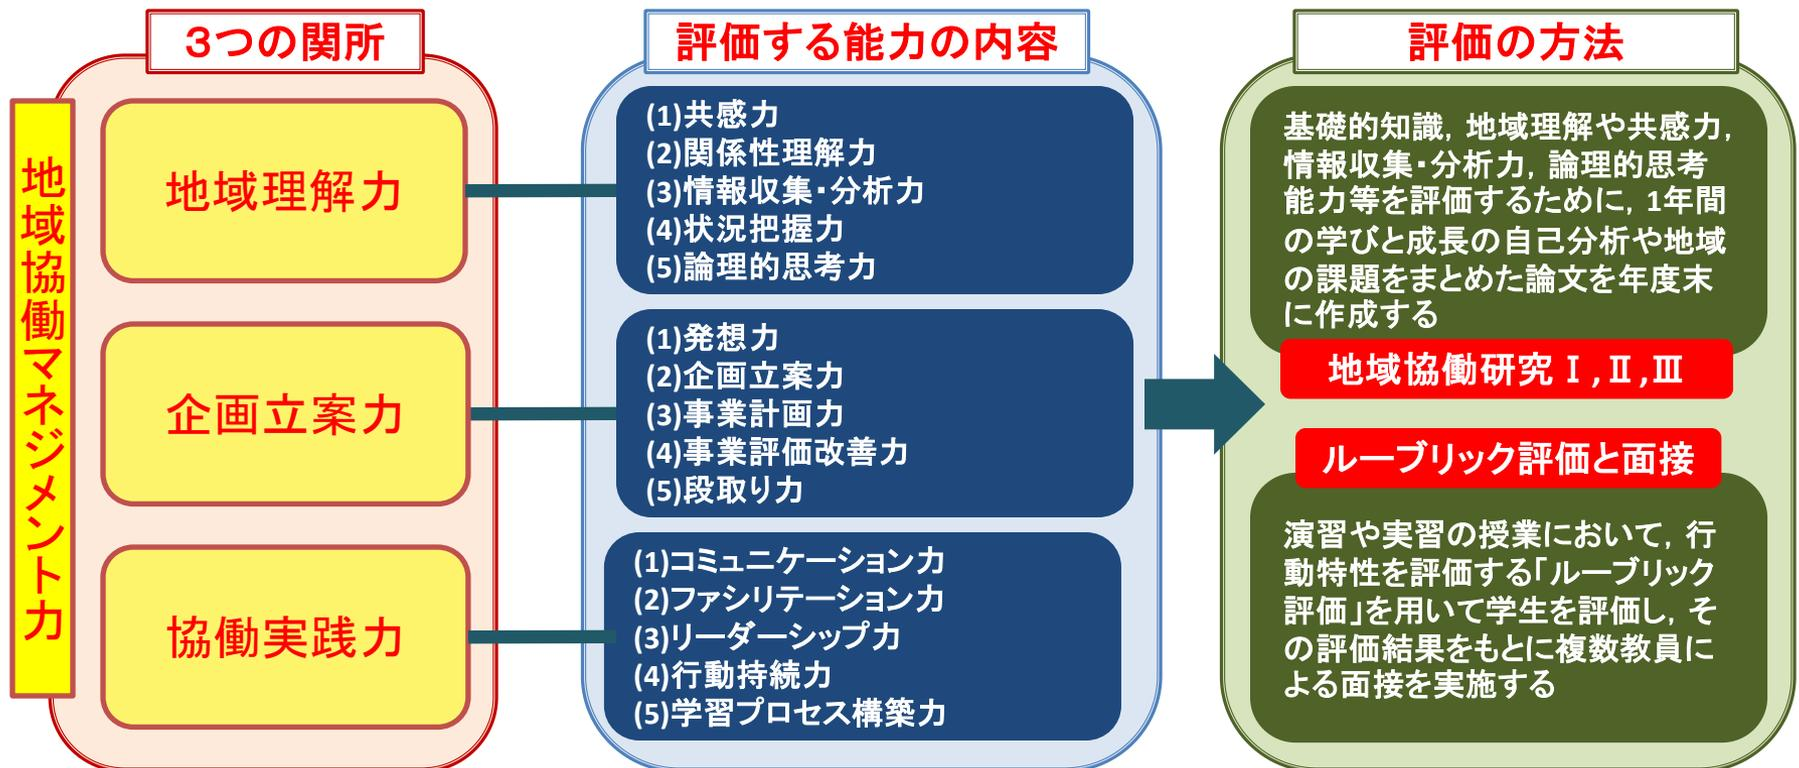 3つの関所
地域協働マネジメント力
地域理解力
企画立案力
協働実践力
評価する能力の内容
(1)共感力
(2)関係性理解力
(3)情報収集・分析力
(4)状況把握力
(5)論理的思考力
(1)発想力
(2)企画立案力
(3)事業計画力
(4)事業評価改善力
(5)段取り力
(1)コミュニケーション力
(2)ファシリテーション力
(3)リーダーシップ力
(4)行動持続力
(5)学習プロセス構築力
評価の方法
基礎的知識，地域理解や共感力，
情報収集・分析力，論理的思考
能力等を評価するために，1年間
の学びと成長の自己分析や地域
の課題をまとめた論文を年度末
に作成する
地域協働研究Ⅰ,Ⅱ,Ⅲ
ルーブリック評価と面接
演習や実習の授業において，行
動特性を評価する「ルーブリック
評価」を用いて学生を評価し，そ
の評価結果をもとに複数教員に
よる面接を実施する